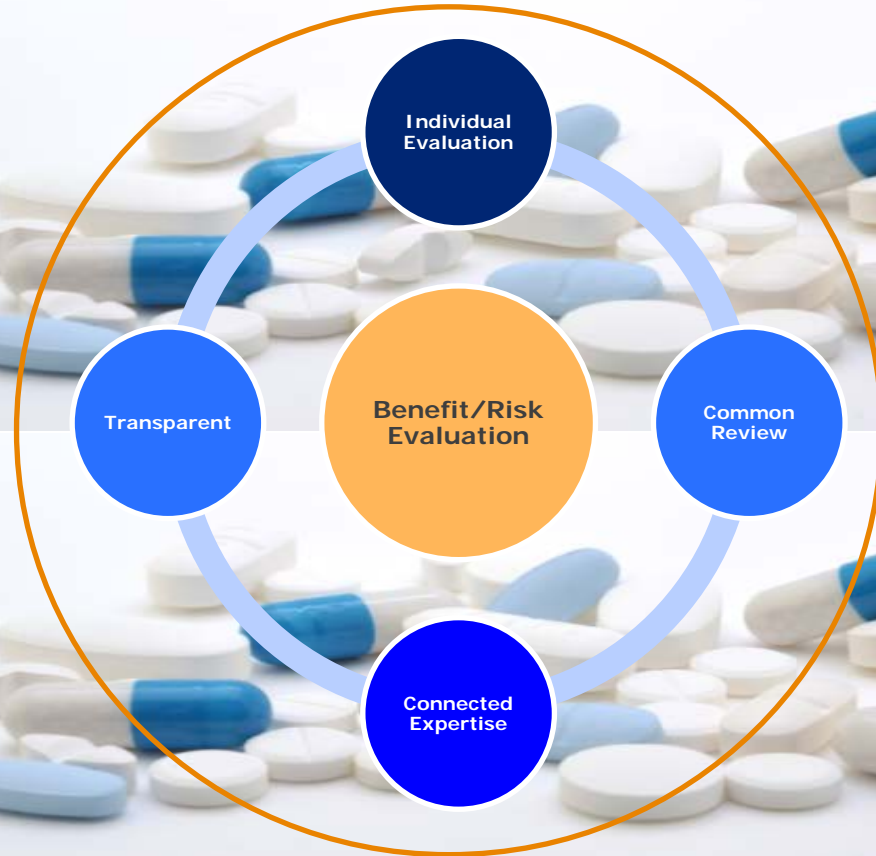 Individual
Evaluation
Transparent
Benefit/Risk
Evaluation
Common
Review
Connected
Expertise